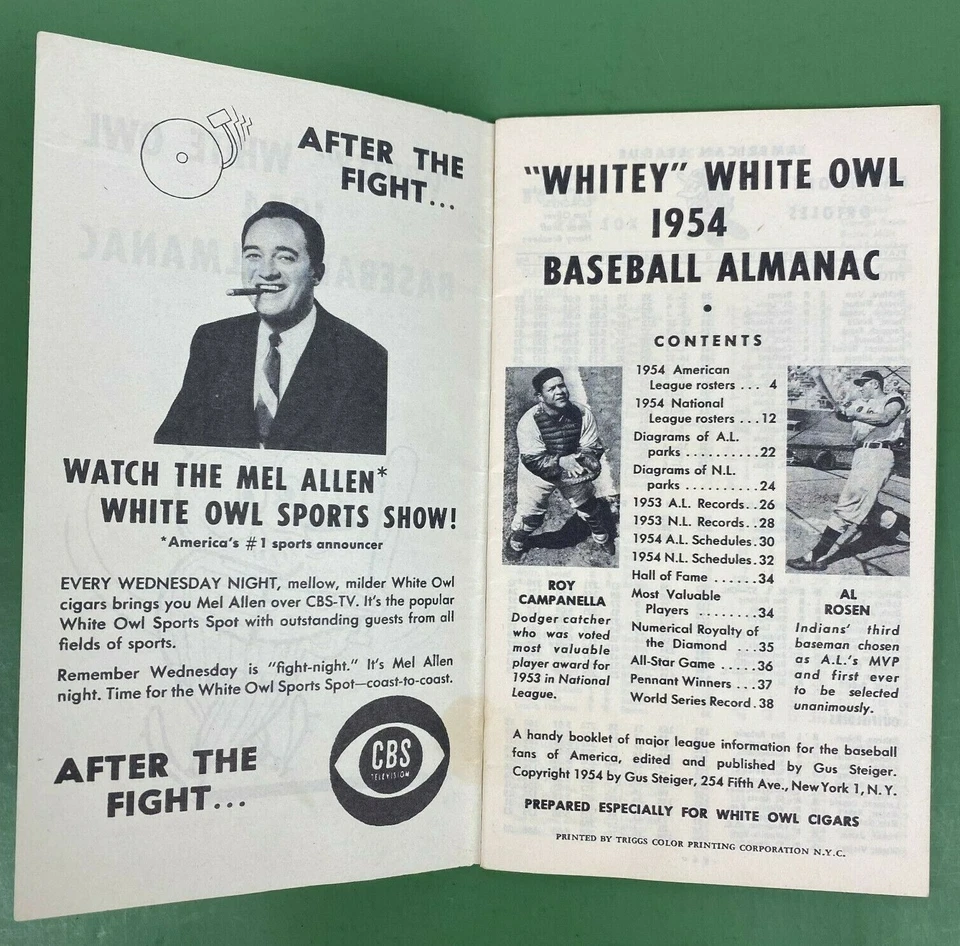 AFTER THE
FIGHT...
WATCH THE MEL ALLEN*
WHITE OWL SPORTS SHOW!
*America's #1 sports announcer
EVERY WEDNESDAY NIGHT, mellow, milder White Owl
cigars brings you Mel Allen over CBS-TV. It's the popular
White Owl Sports Spot with outstanding guests from all
fields of sports.
Remember Wednesday is "fight-night." It's Mel Allen
night. Time for the White Owl Sports Spot—coast-to-coast.
AFTER THE
FIGHT...
CBS
TELEVISION
"WHITEY" WHITE OWL
1954
BASEBALL ALMANAC
•
CONTENTS
1954 American
League rosters ... 4
1954 National
League rosters ...12
Diagrams of A.L.
parks ..........22
Diagrams of N.L.
parks ..........24
1953 A.L. Records..26
1953 N.L. Records..28
1954 A.L. Schedules.30
1954 N.L. Schedules.32
Hall of Fame ......34
Most Valuable
Players ........34
Numerical Royalty of
the Diamond ...35
All-Star Game .....36
Pennant Winners ...37
World Series Record.38
ROY
CAMPANELLA
Dodger catcher
who was voted
most valuable
player award for
1953 in National
League.
AL
ROSEN
Indians' third
baseman chosen
as A.L.'s MVP
and first ever
to be selected
unanimously.
A handy booklet of major league information for the baseball
fans of America, edited and published by Gus Steiger.
Copyright 1954 by Gus Steiger, 254 Fifth Ave., New York 1, N. Y.
PREPARED ESPECIALLY FOR WHITE OWL CIGARS
PRINTED BY TRIGGS COLOR PRINTING CORPORATION N.Y.C.